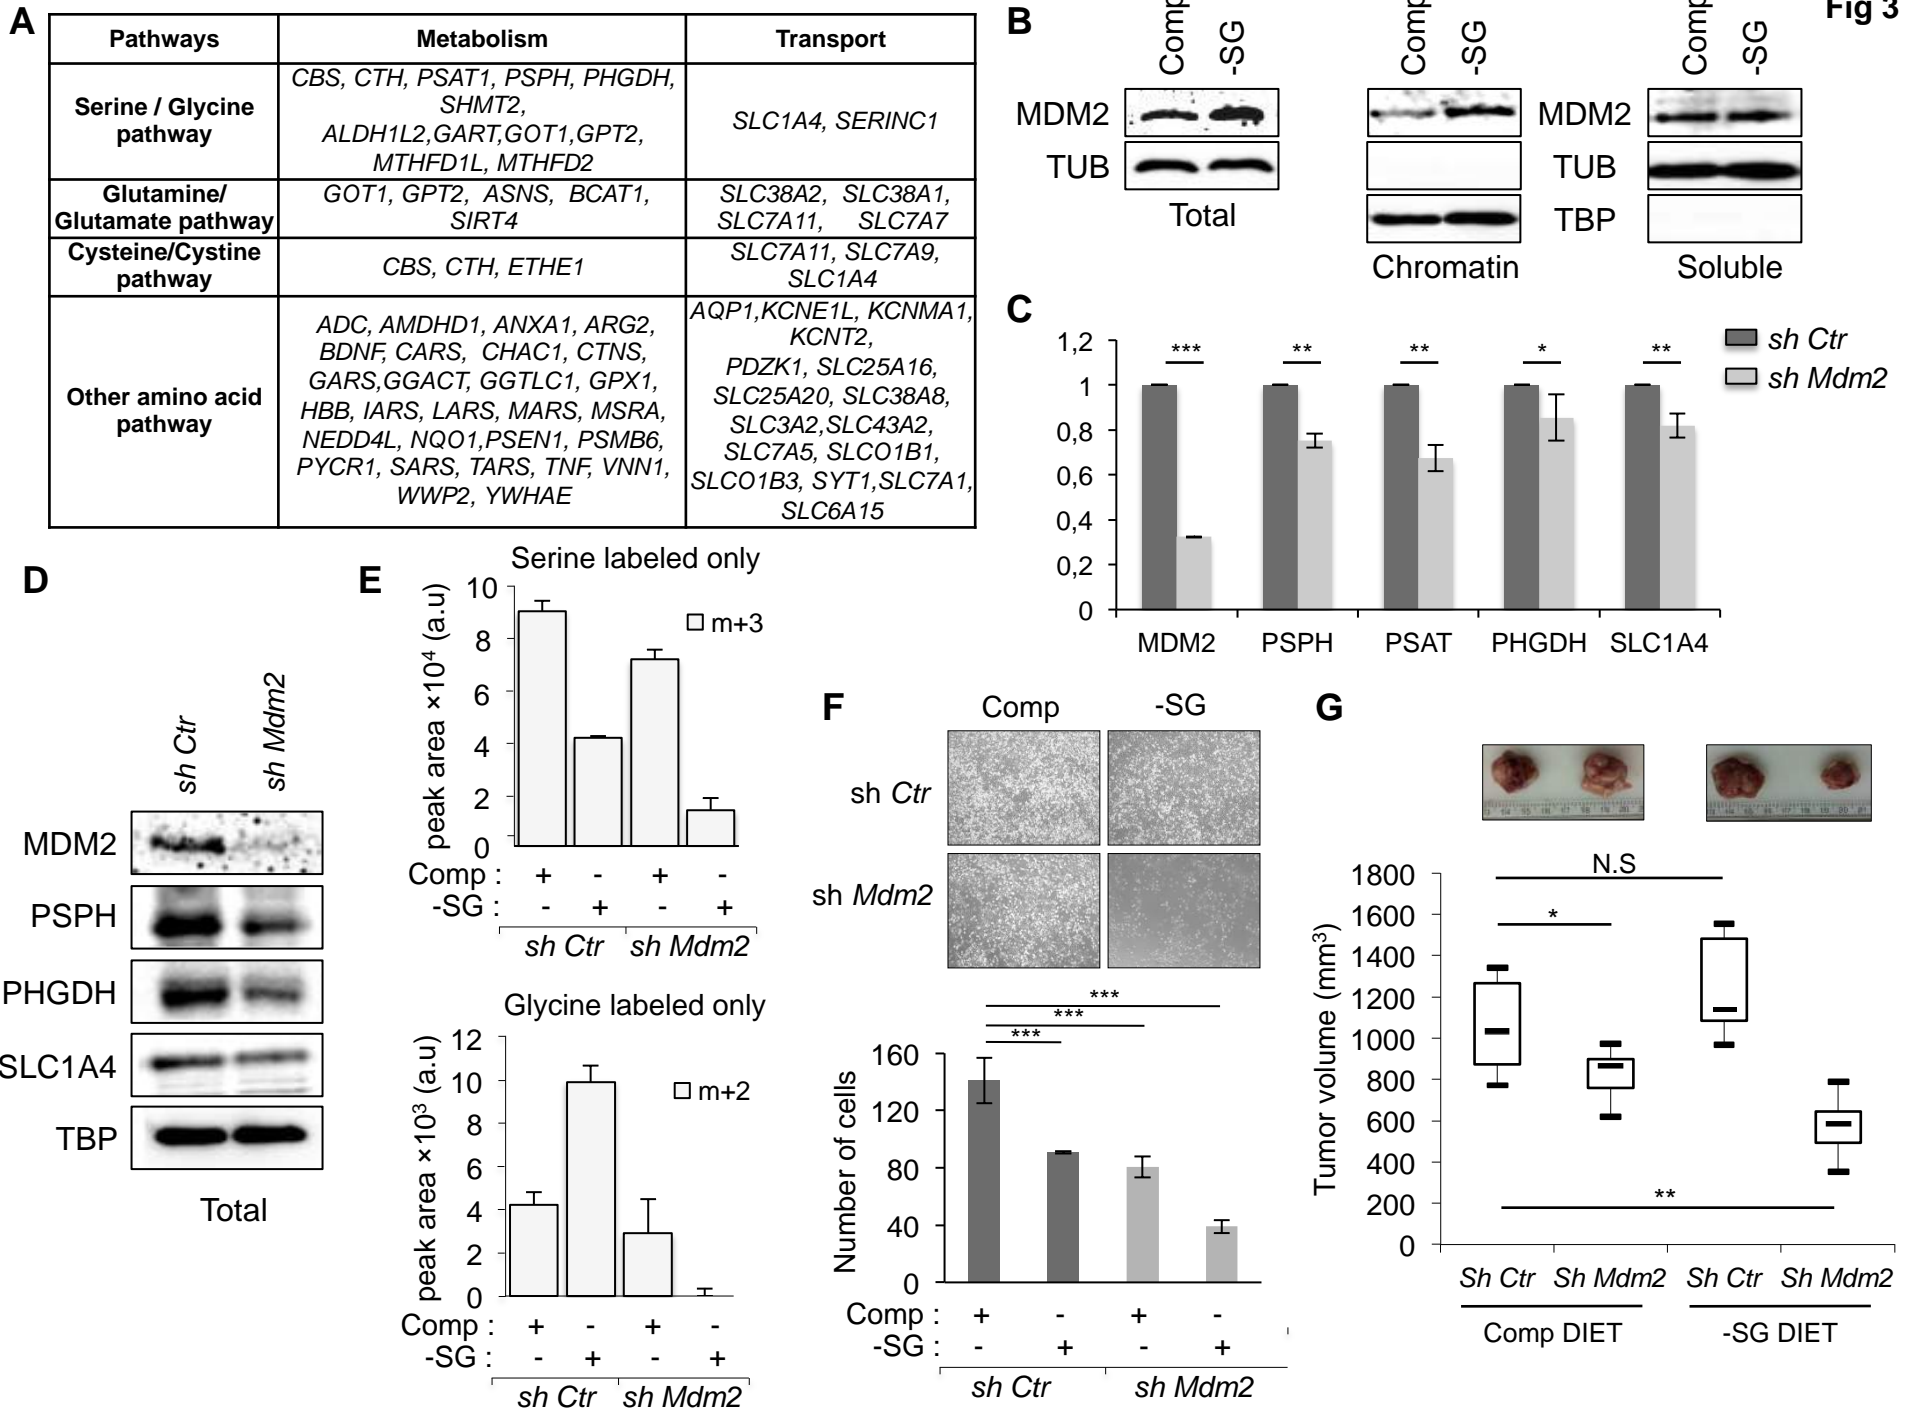 Fig 3
A
Pathways Metabolism Transport
Serine / Glycine
pathway
CBS, CTH, PSAT1, PSPH, PHGDH,
SHMT2,
ALDH1L2,GART,GOT1,GPT2,
MTHFD1L, MTHFD2
SLC1A4, SERINC1
Glutamine/
Glutamate pathway
GOT1, GPT2, ASNS, BCAT1,
SIRT4
SLC38A2, SLC38A1,
SLC7A11, SLC7A7
Cysteine/Cystine
pathway
CBS, CTH, ETHE1
SLC7A11, SLC7A9,
SLC1A4
Other amino acid
pathway
ADC, AMDHD1, ANXA1, ARG2,
BDNF, CARS, CHAC1, CTNS,
GARS,GGACT, GGTLC1, GPX1,
HBB, IARS, LARS, MARS, MSRA,
NEDD4L, NQO1,PSEN1, PSMB6,
PYCR1, SARS, TARS, TNF, VNN1,
WWP2, YWHAE
AQP1,KCNE1L, KCNMA1,
KCNT2,
PDZK1, SLC25A16,
SLC25A20, SLC38A8,
SLC3A2,SLC43A2,
SLC7A5, SLCO1B1,
SLCO1B3, SYT1,SLC7A1,
SLC6A15
B
Comp -SG Comp -SG Comp -SG
MDM2 MDM2
TUB TUB
TBP
Total
Chromatin Soluble
C
sh Ctr
sh Mdm2
1,2
1
0,8
0,6
0,4
0,2
0
*** ** ** * **
MDM2 PSPH PSAT PHGDH SLC1A4
D
sh Ctr sh Mdm2
MDM2
PSPH
PHGDH
SLC1A4
TBP
Total
E
Serine labeled only
peak area ×10⁴ (a.u)
10
8
6
4
2
0
m+3
Comp : + - + -
-SG : - + - +
sh Ctr sh Mdm2
Glycine labeled only
peak area ×10³ (a.u)
12
10
8
6
4
2
0
m+2
Comp : + - + -
-SG : - + - +
sh Ctr sh Mdm2
F
Comp -SG
sh Ctr
sh Mdm2
***
***
***
Number of cells
160
120
80
40
0
Comp : + - + -
-SG : - + - +
sh Ctr sh Mdm2
G
N.S
*
**
Tumor volume (mm³)
1800
1600
1400
1200
1000
800
600
400
200
0
Sh Ctr Sh Mdm2 Sh Ctr Sh Mdm2
Comp DIET -SG DIET